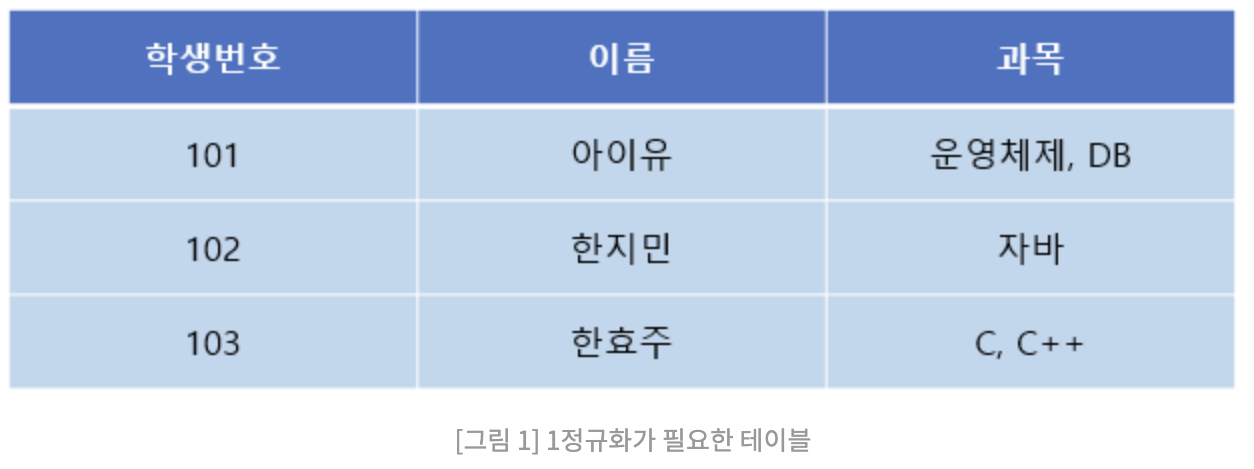 학생번호 이름 과목
101 아이유 운영체제, DB
102 한지민 자바
103 한효주 C, C++
[그림 1] 1정규화가 필요한 테이블